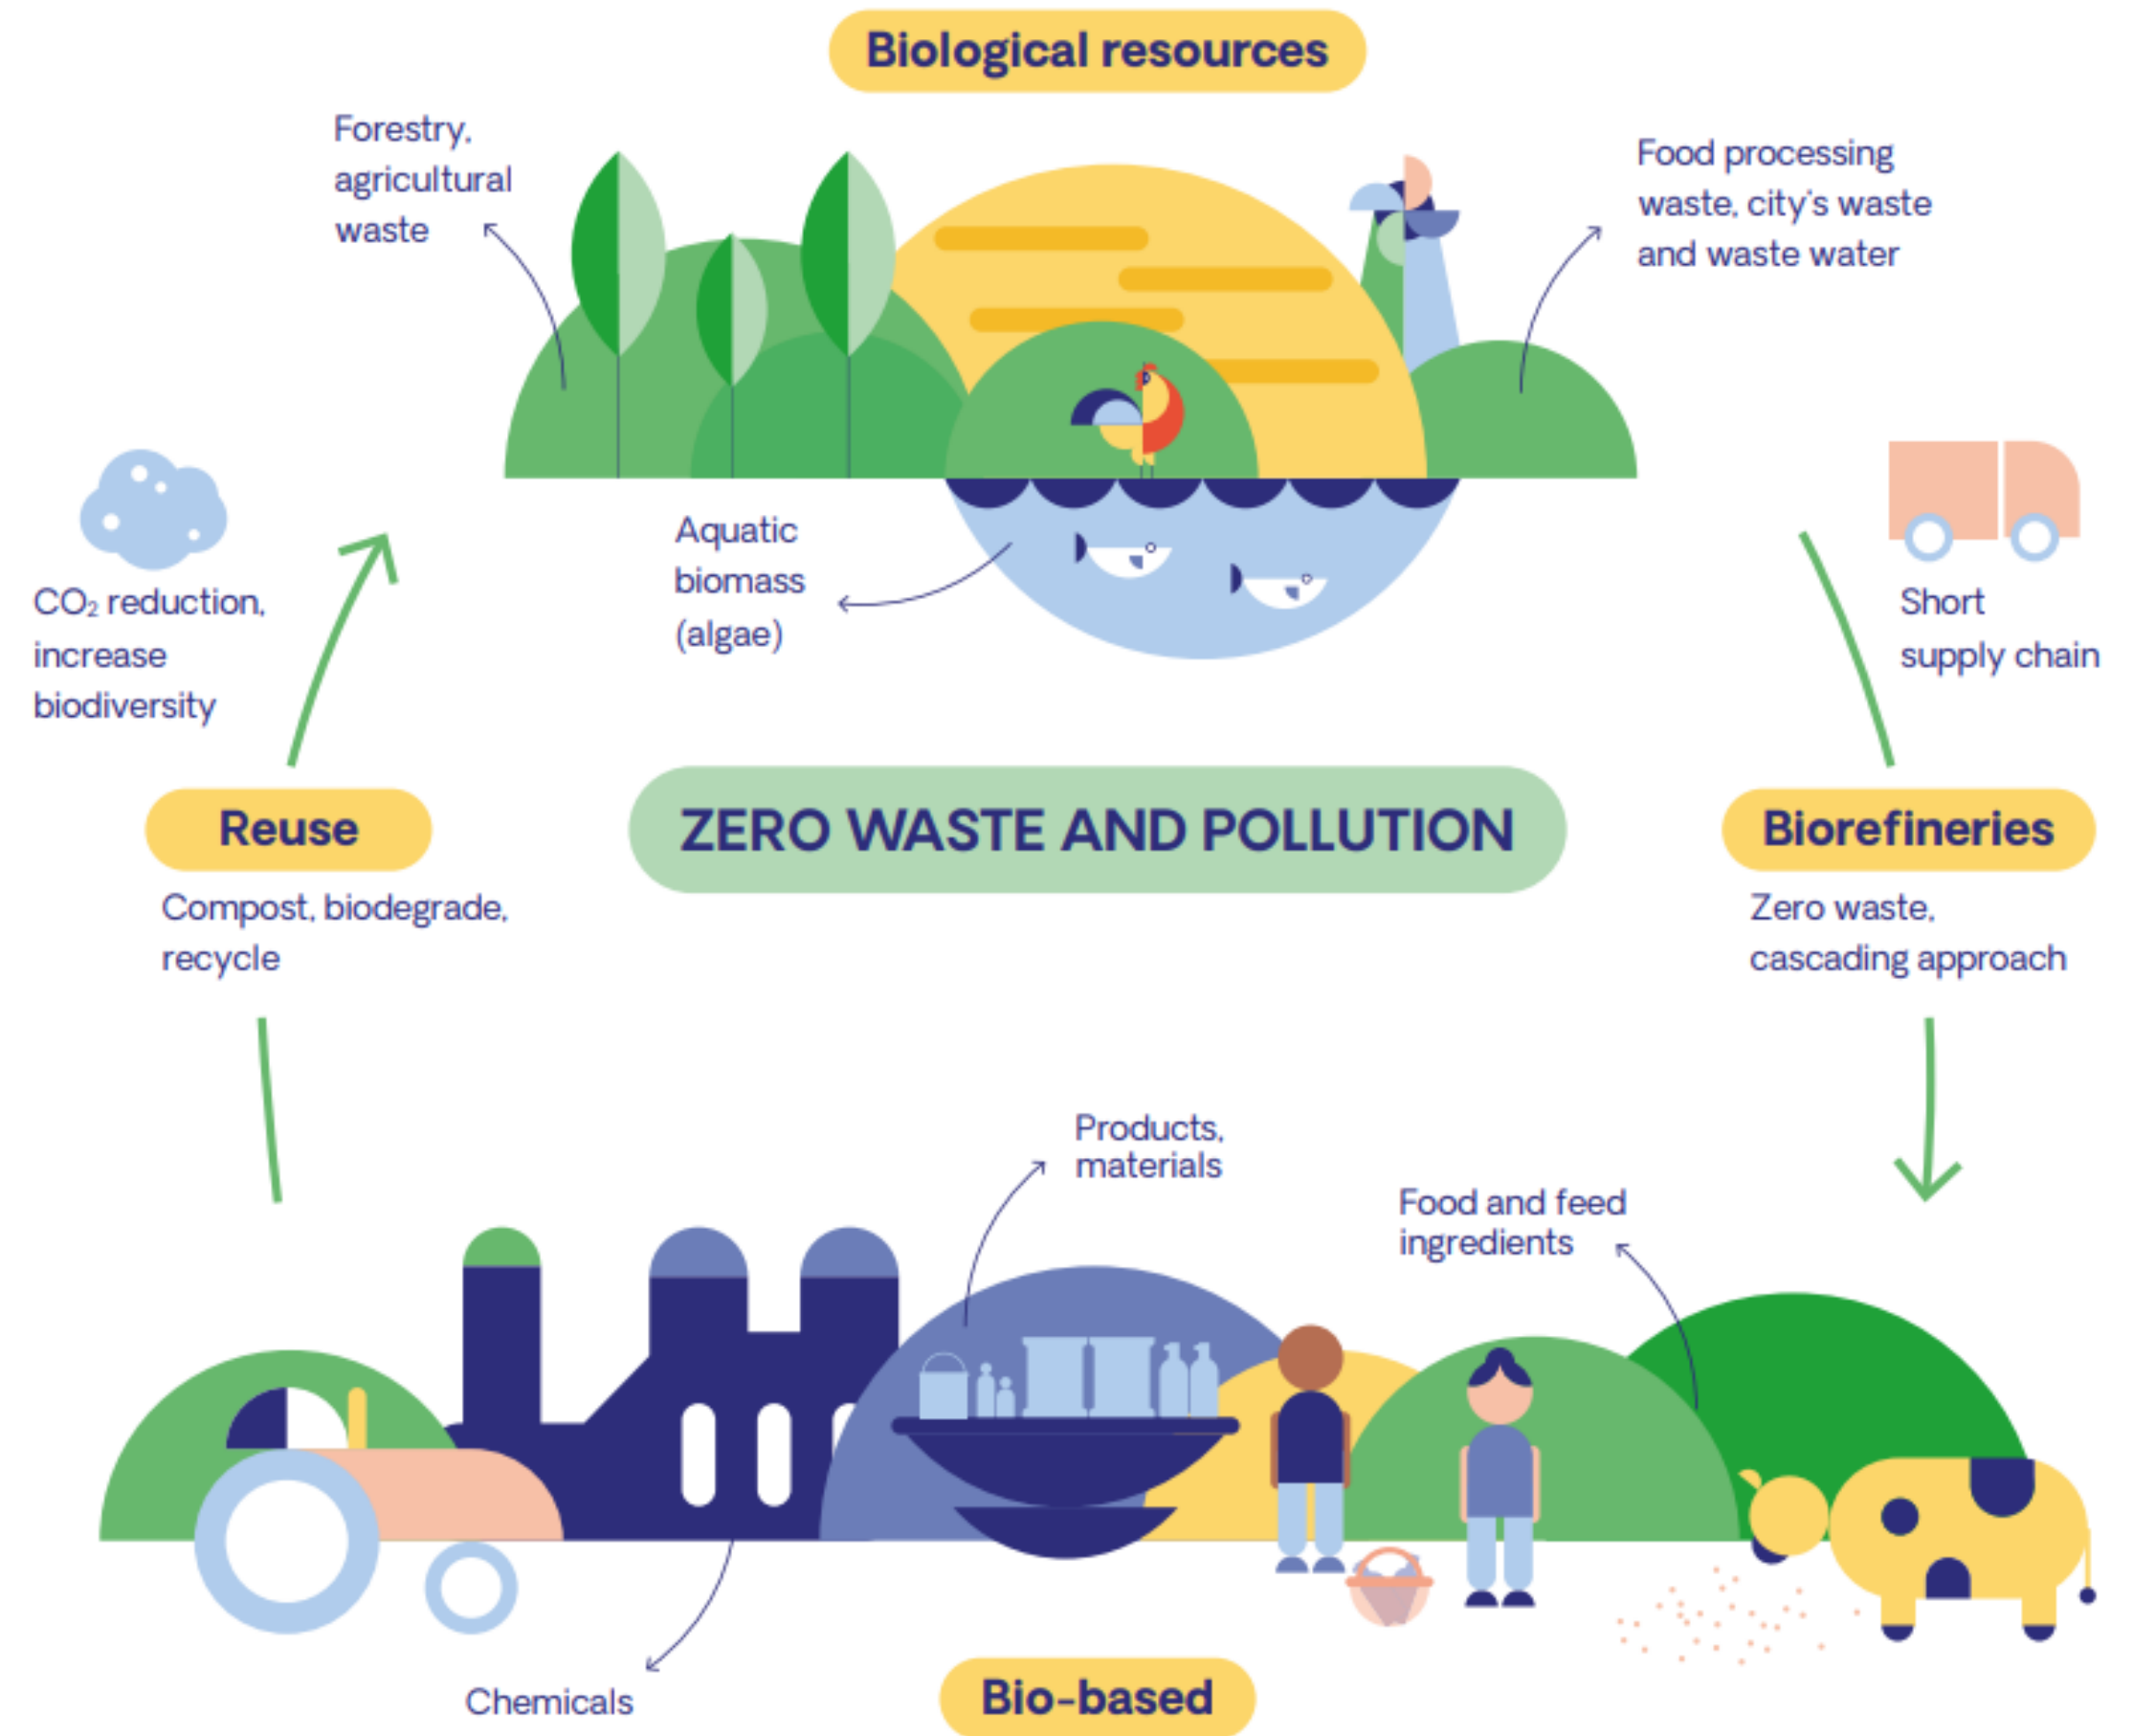 Biological resources
Forestry,
agricultural
waste
Food processing
waste, city's waste
and waste water
Aquatic
biomass
(algae)
CO₂ reduction,
increase
biodiversity
Short
supply chain
Reuse
Compost, biodegrade,
recycle
ZERO WASTE AND POLLUTION
Biorefineries
Zero waste,
cascading approach
Products,
materials
Food and feed
ingredients
Chemicals
Bio-based